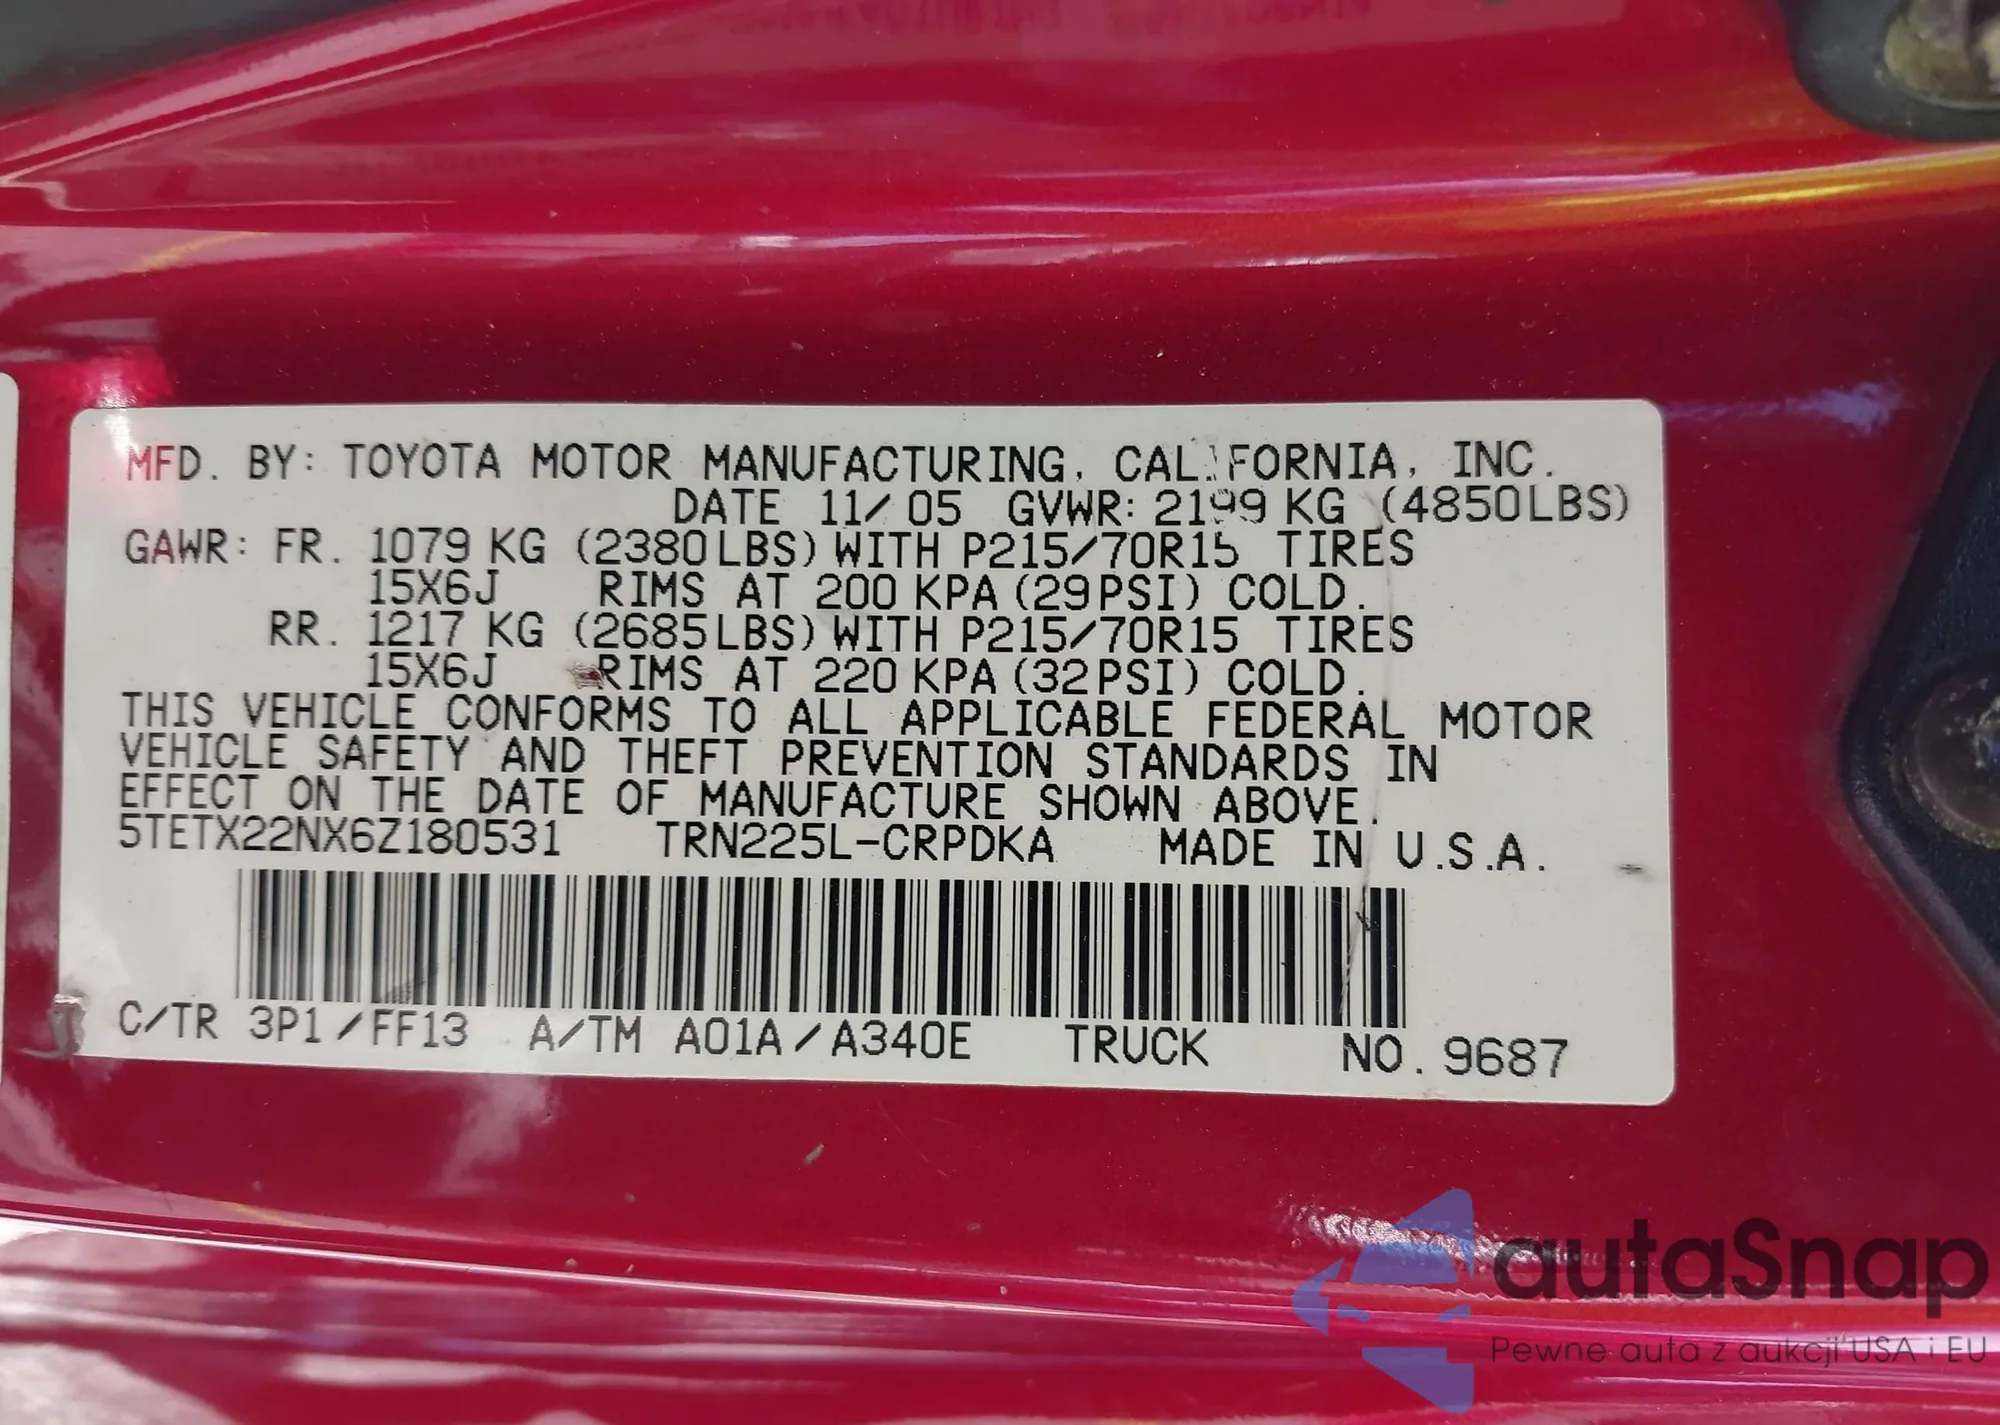 MFD. BY: TOYOTA MOTOR MANUFACTURING, CALIFORNIA, INC.
DATE 11/05 GVWR: 2199 KG (4850LBS)
GAWR: FR. 1079 KG (2380LBS) WITH P215/70R15 TIRES
15X6J RIMS AT 200 KPA (29PSI) COLD.
RR. 1217 KG (2685LBS) WITH P215/70R15 TIRES
15X6J RIMS AT 220 KPA (32PSI) COLD.
THIS VEHICLE CONFORMS TO ALL APPLICABLE FEDERAL MOTOR
VEHICLE SAFETY AND THEFT PREVENTION STANDARDS IN
EFFECT ON THE DATE OF MANUFACTURE SHOWN ABOVE.
5TETX22NX6Z180531 TRN225L-CRPDKA MADE IN U.S.A.
C/TR 3P1/FF13 A/TM A01A/A340E TRUCK NO. 9687
autaSnap
Pewne auta z aukcji USA i EU